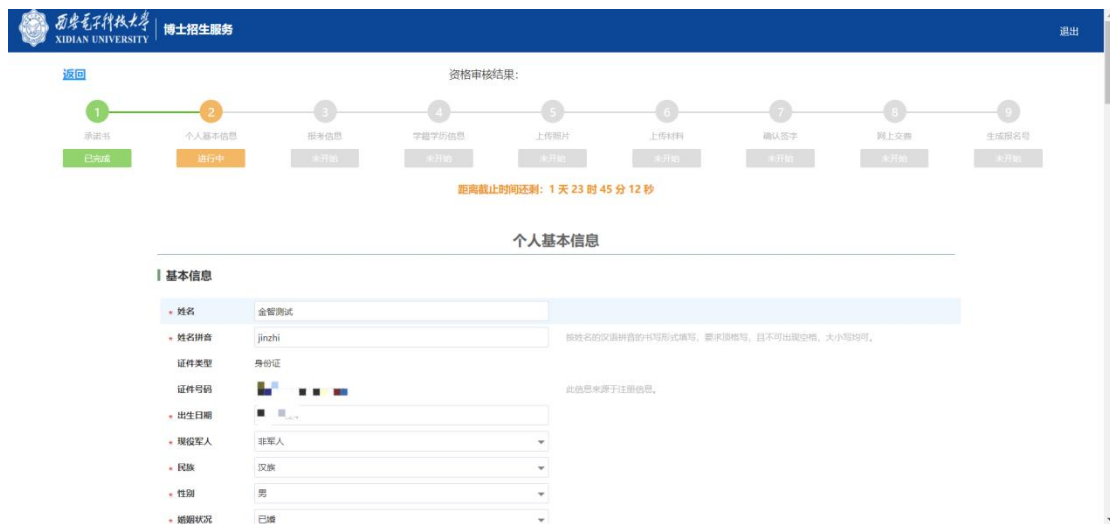 西安电子科技大学
XIDIAN UNIVERSITY
博士招生服务
退出
返回
资格审核结果：
1 2 3 4 5 6 7 8 9
承诺书 个人基本信息 报考信息 学籍学历信息 上传照片 上传材料 确认签字 网上交费 生成报名号
已完成 进行中 未开始 未开始 未开始 未开始 未开始 未开始 未开始
距离截止时间还剩：1 天 23 时 45 分 12 秒
个人基本信息
基本信息
* 姓名 金智测试
* 姓名拼音 jinzhi 按姓名的汉语拼音的书写形式填写，要求顶格写，且不可出现空格，大小写均可。
证件类型 身份证
证件号码 此信息来源于注册信息。
* 出生日期
* 现役军人 非军人
* 民族 汉族
* 性别 男
* 婚姻状况 已婚